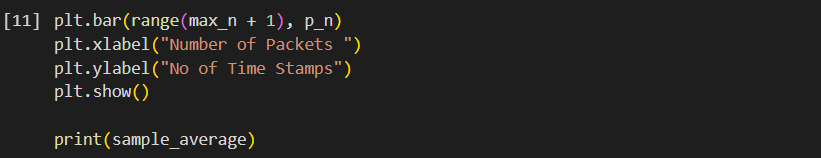 [11] plt.bar(range(max_n + 1), p_n)
plt.xlabel("Number of Packets ")
plt.ylabel("No of Time Stamps")
plt.show()
print(sample_average)